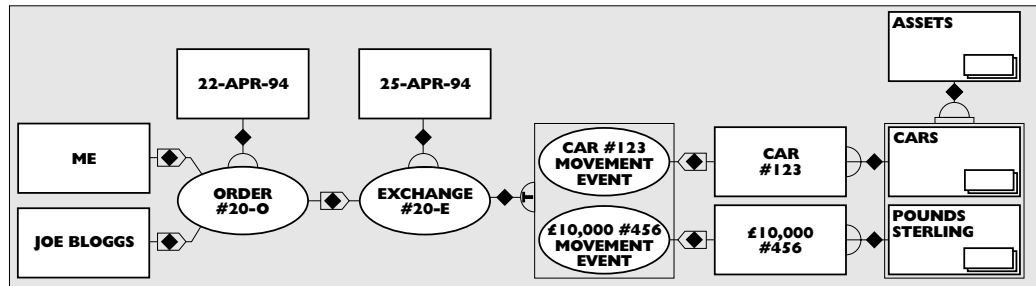 ASSETS
22-APR-94
25-APR-94
ME
CAR #123
MOVEMENT
EVENT
CAR
#123
CARS
ORDER
#20-O
EXCHANGE
#20-E
T
JOE BLOGGS
£10,000 #456
MOVEMENT
EVENT
£10,000
#456
POUNDS
STERLING